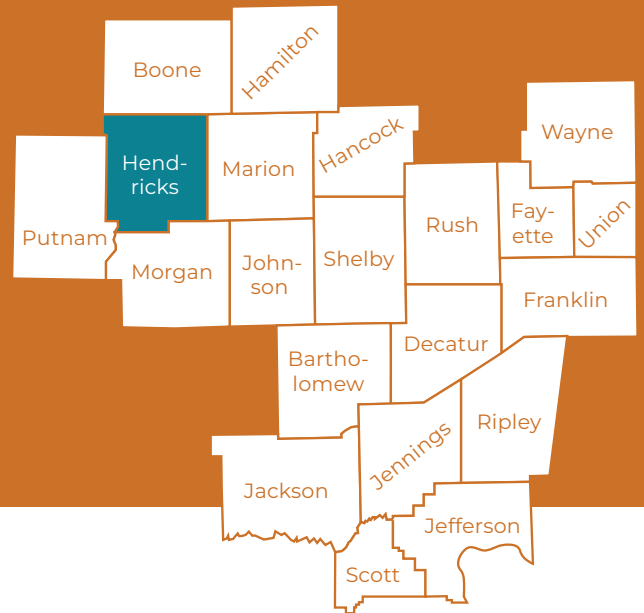 Boone
Hamilton
Hend-
ricks
Marion
Hancock
Wayne
Putnam
Morgan
John-
son
Shelby
Rush
Fay-
ette
Union
Franklin
Decatur
Bartho-
lomew
Jennings
Ripley
Jackson
Jefferson
Scott